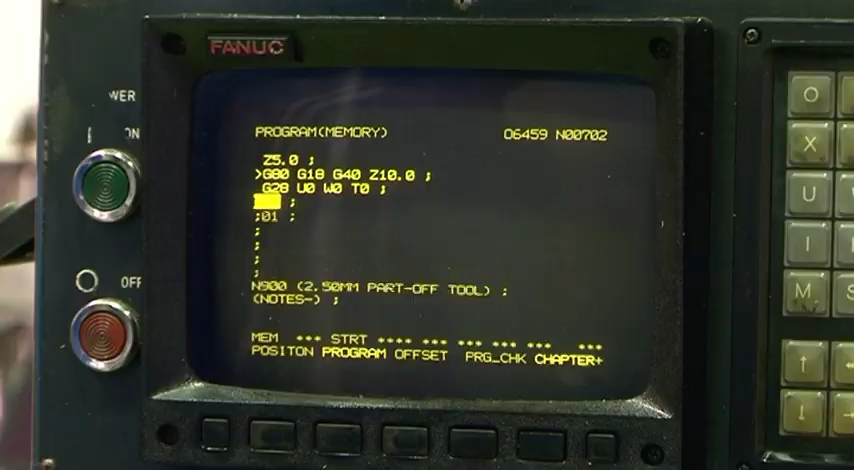 FANUC
WER
ON
OFF
PROGRAM(MEMORY) O6459 N00702
Z5.0 ;
>G80 G18 G40 Z10.0 ;
G28 U0 W0 T0 ;
;
;01 ;
;
;
;
;
N900 (2.50MM PART-OFF TOOL) ;
(NOTES-) ;
MEM *** STRT **** *** *** *** *** ***
POSITON PROGRAM OFFSET PRG_CHK CHAPTER+
O
X
U
I
M
↑
↓